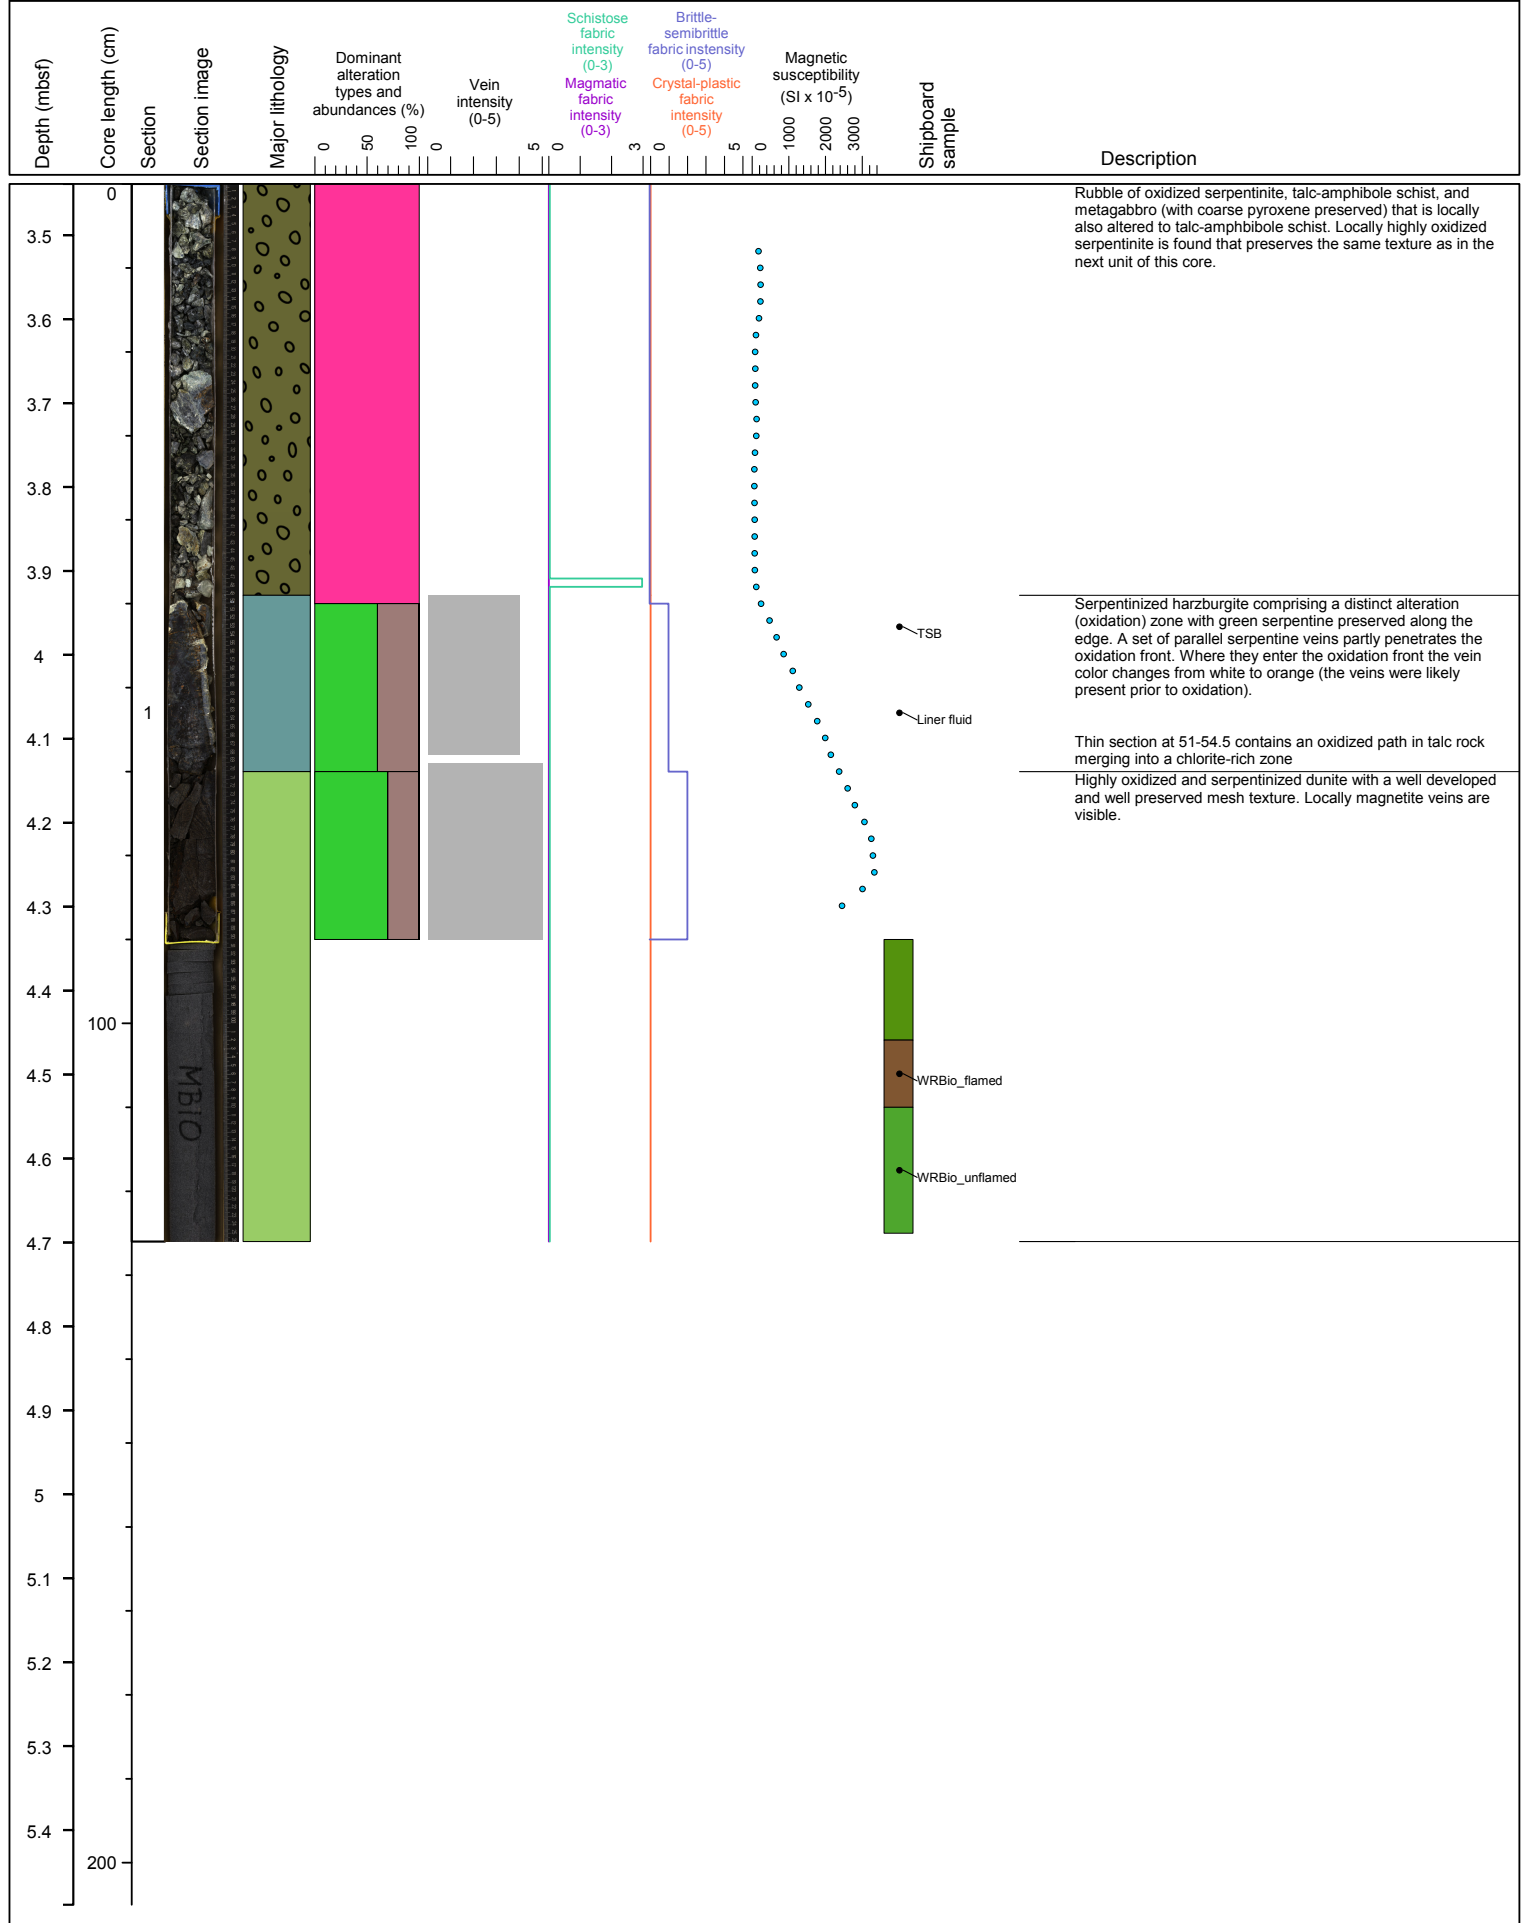 Depth (mbsf)
Core length (cm)
Section
Section image
Major lithology
Dominant
alteration
types and
abundances (%)
0
50
100
Vein
intensity
(0-5)
0
5
Schistose
fabric
intensity
(0-3)
Magmatic
fabric
intensity
(0-3)
0
3
Brittle-
semibrittle
fabric instensity
(0-5)
Crystal-plastic
fabric
intensity
(0-5)
0
5
Magnetic
susceptibility
(SI x 10-5)
0
1000
2000
3000
Shipboard
sample
Description
0
100
200
3.5
3.6
3.7
3.8
3.9
4
4.1
4.2
4.3
4.4
4.5
4.6
4.7
4.8
4.9
5
5.1
5.2
5.3
5.4
1
MBIO
TSB
Liner fluid
WRBio_flamed
WRBio_unflamed
Rubble of oxidized serpentinite, talc-amphibole schist, and
metagabbro (with coarse pyroxene preserved) that is locally
also altered to talc-amphbibole schist. Locally highly oxidized
serpentinite is found that preserves the same texture as in the
next unit of this core.
Serpentinized harzburgite comprising a distinct alteration
(oxidation) zone with green serpentine preserved along the
edge. A set of parallel serpentine veins partly penetrates the
oxidation front. Where they enter the oxidation front the vein
color changes from white to orange (the veins were likely
present prior to oxidation).
Thin section at 51-54.5 contains an oxidized path in talc rock
merging into a chlorite-rich zone
Highly oxidized and serpentinized dunite with a well developed
and well preserved mesh texture. Locally magnetite veins are
visible.